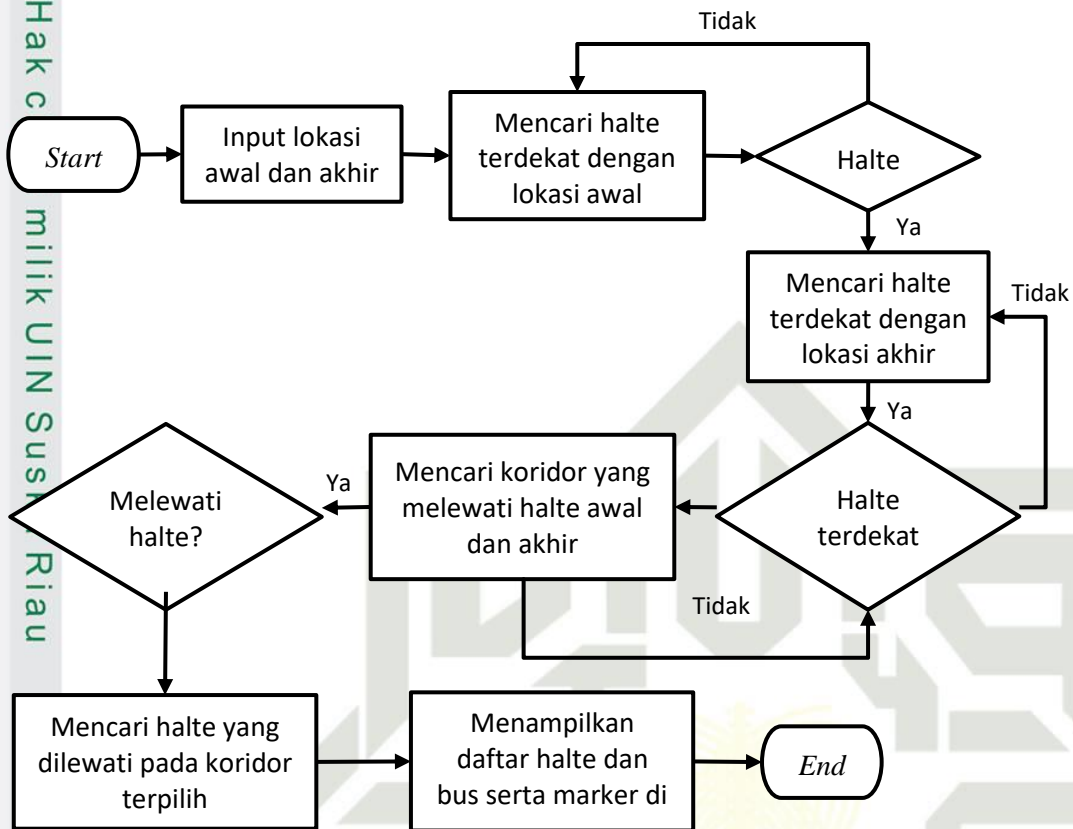 Hak c
milik UIN Sus
Riau
Tidak
Start
Input lokasi
awal dan akhir
Mencari halte
terdekat dengan
lokasi awal
Halte
Ya
Mencari halte
terdekat dengan
lokasi akhir
Tidak
Ya
Halte
terdekat
Mencari koridor yang
melewati halte awal
dan akhir
Ya
Melewati
halte?
Tidak
Mencari halte yang
dilewati pada koridor
terpilih
Menampilkan
daftar halte dan
bus serta marker di
End